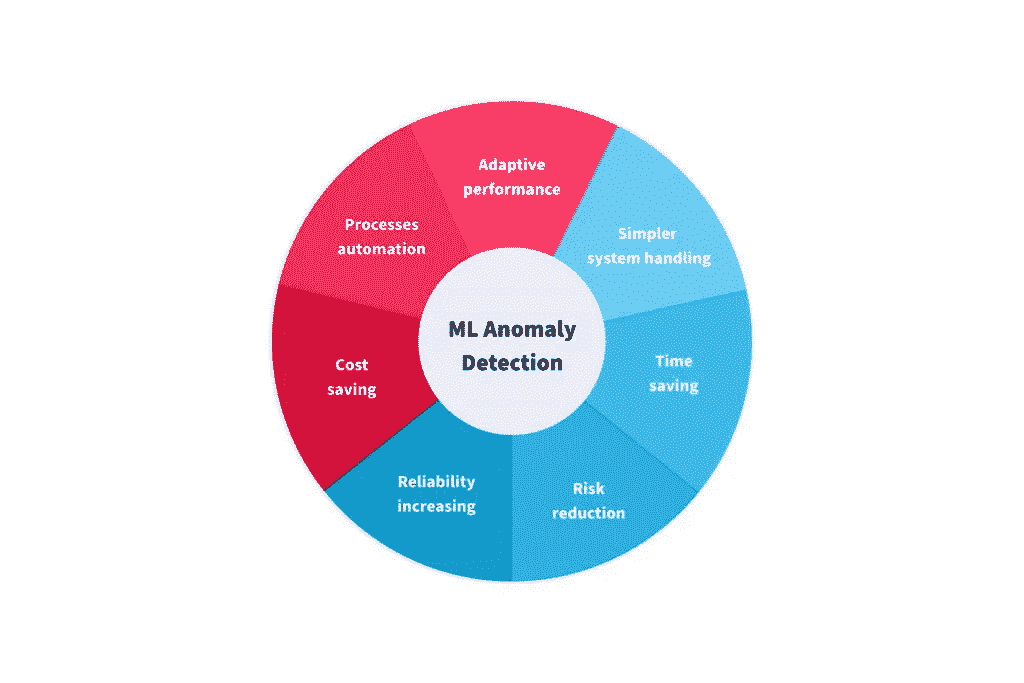 Adaptive
performance
Simpler
system handling
Time
saving
Risk
reduction
Reliability
increasing
Cost
saving
Processes
automation
ML Anomaly
Detection